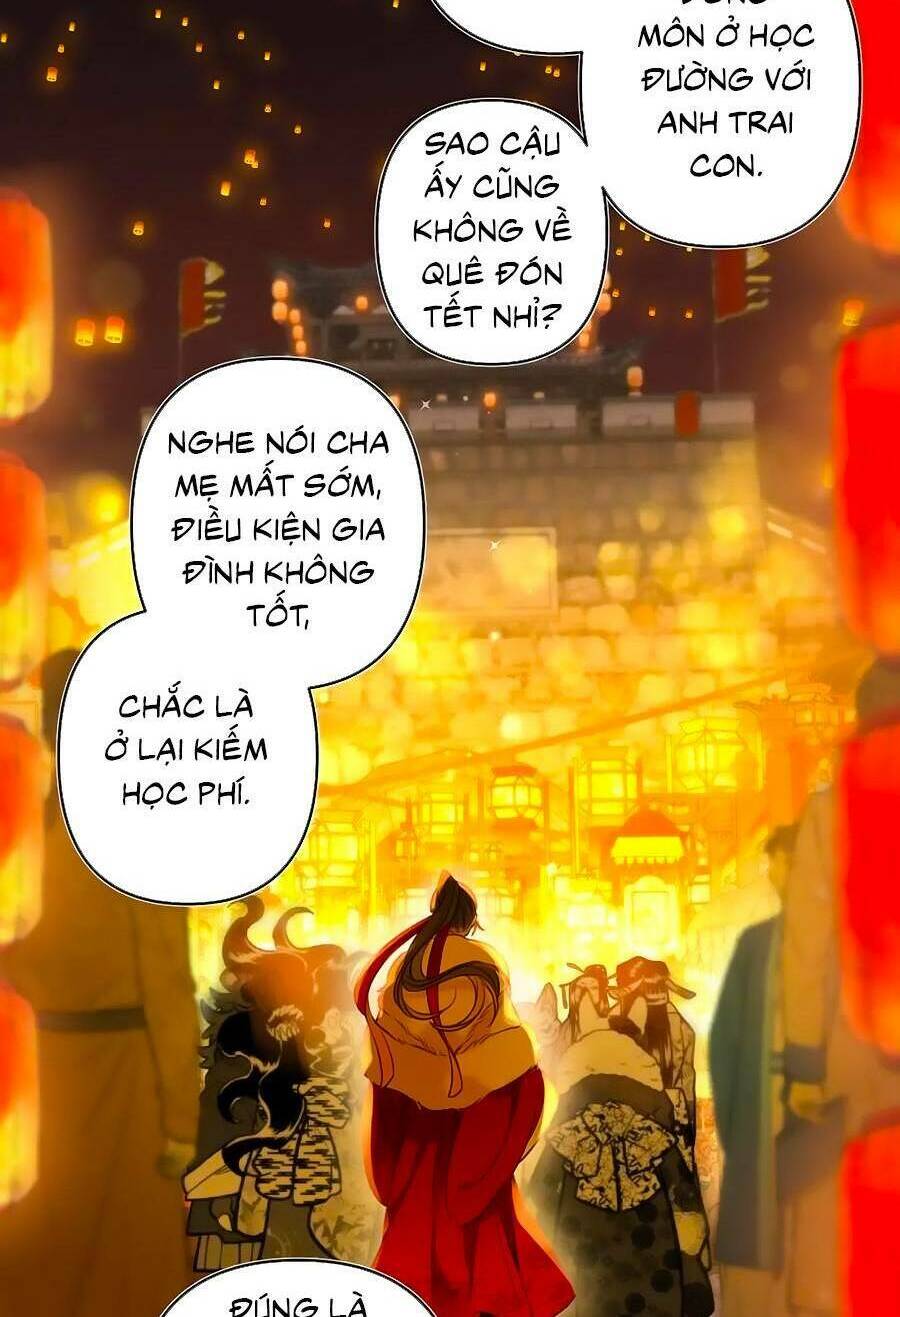 MÔN Ở HỌC
ĐƯỜNG VỚI
ANH TRAI
CON.
SAO CẬU
ẤY CŨNG
KHÔNG VỀ
QUÊ ĐÓN
TẾT NHỈ?
NGHE NÓI CHA
MẸ MẤT SỚM,
ĐIỀU KIỆN GIA
ĐÌNH KHÔNG
TỐT,
CHẮC LÀ
Ở LẠI KIẾM
HỌC PHÍ.
ĐÚNG LÀ